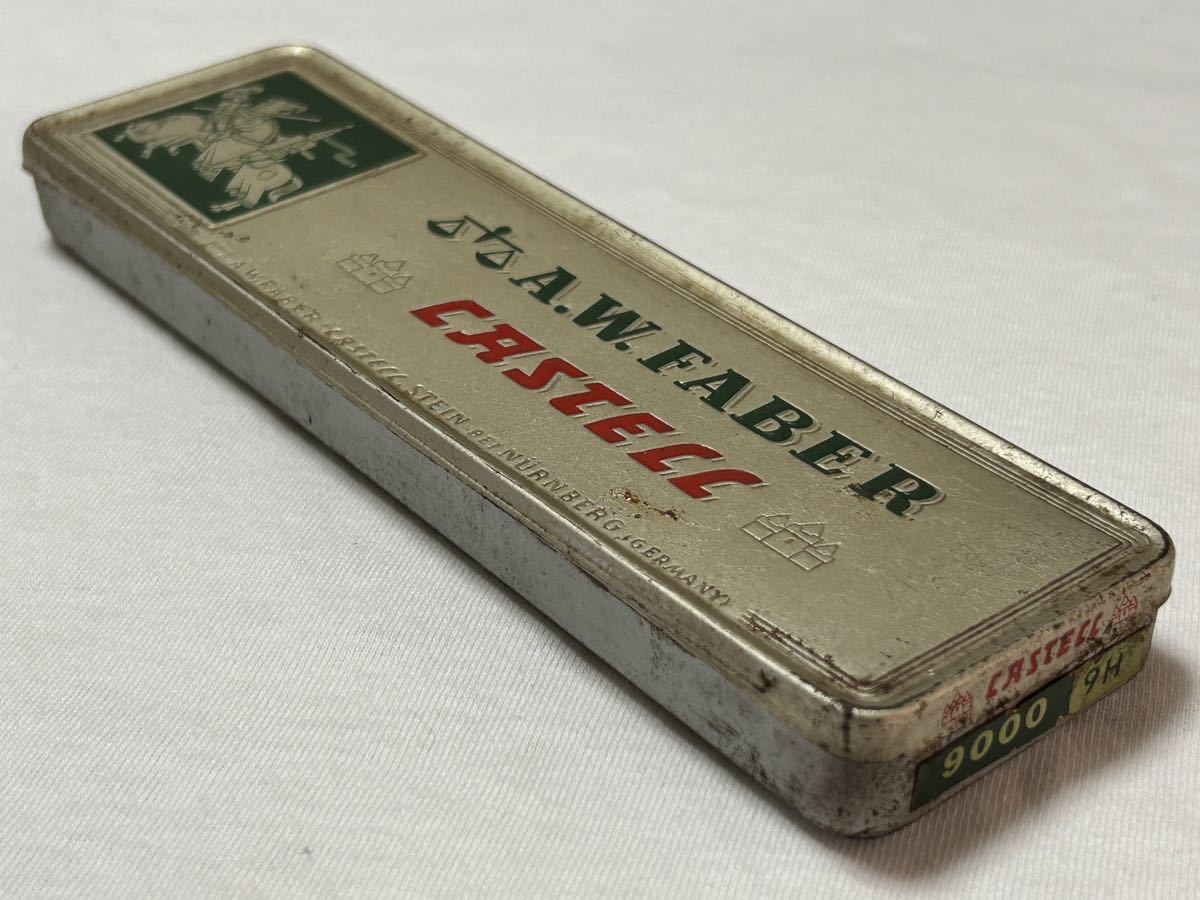 A.W. FABER
CASTELL
A.W. FABER-CASTELL, STEIN BEI NÜRNBERG, (GERMANY)
CASTELL
9000 9H